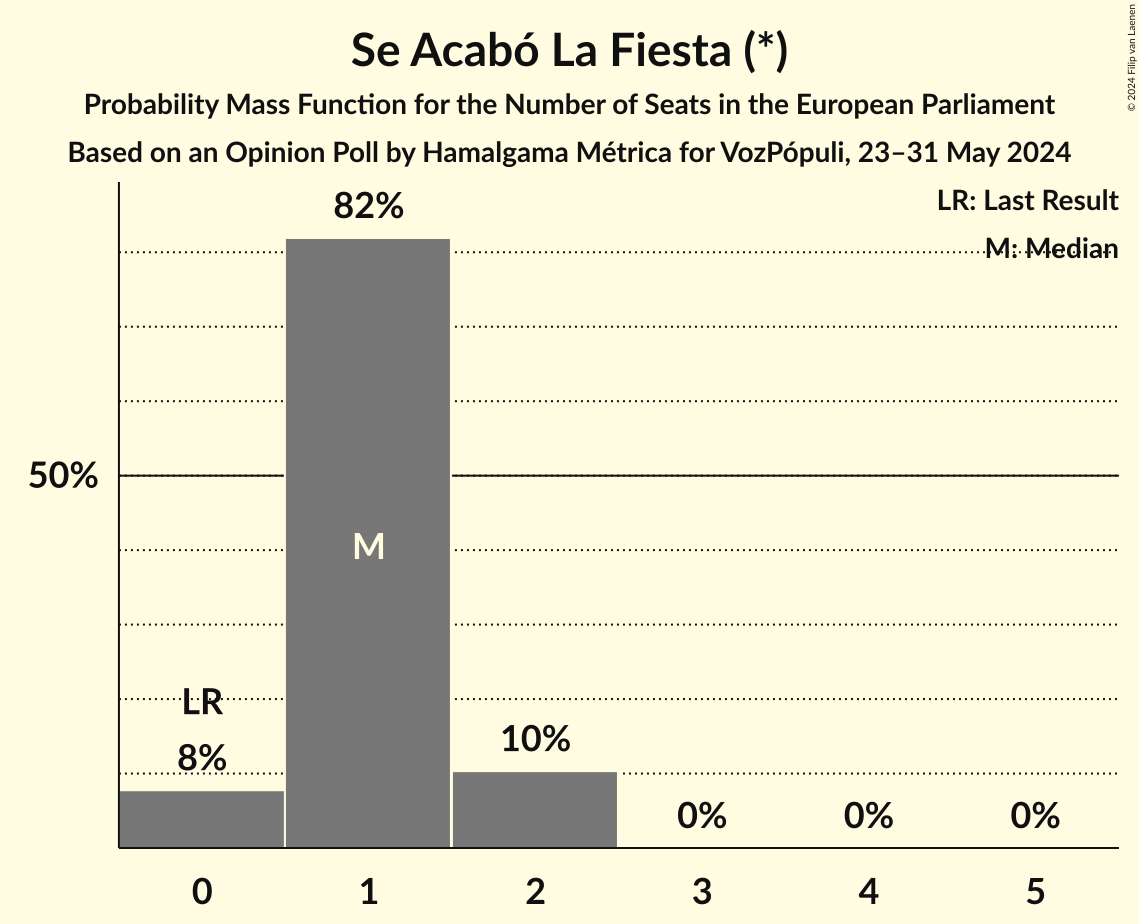 Se Acabó La Fiesta (*)
Probability Mass Function for the Number of Seats in the European Parliament
Based on an Opinion Poll by Hamalgama Métrica for VozPópuli, 23–31 May 2024
© 2024 Filip van Laenen
LR: Last Result
M: Median
82%
50%
M
LR
8%
10%
0%
0%
0%
0
1
2
3
4
5